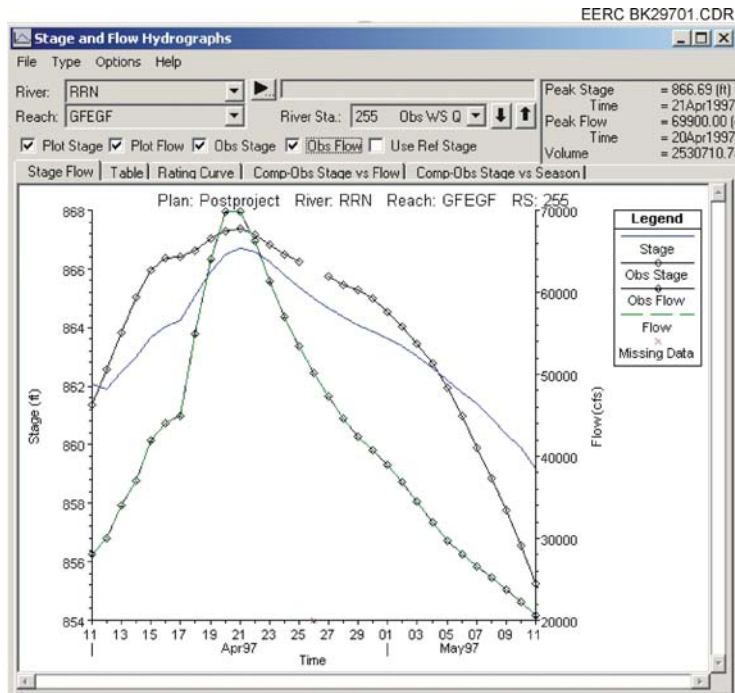 EERC BK29701.CDR
Stage and Flow Hydrographs
File Type Options Help
River: RRN
Reach: GFEGF River Sta.: 255 Obs WS Q
Plot Stage Plot Flow Obs Stage Obs Flow Use Ref Stage
Peak Stage = 866.69 (ft)
Time = 21Apr1997
Peak Flow = 69900.00 (
Time = 20Apr1997
Volume = 2530710.7
Stage Flow Table Rating Curve Comp-Obs Stage vs Flow Comp-Obs Stage vs Season
Plan: Postproject River: RRN Reach: GFEGF RS: 255
868
866
864
862
860
858
856
854
Stage (ft)
70000
60000
50000
40000
30000
20000
Flow (cfs)
Legend
Stage
Obs Stage
Obs Flow
Flow
Missing Data
11 13 15 17 19 21 23 25 27 29 01 03 05 07 09 11
Apr97 May97
Time